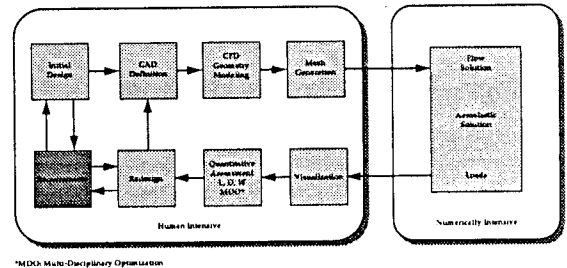 Initial
Design
CAD
Definition
CFD
Geometry
Modeling
Mesh
Generation
Flow
Solution
Aeroelastic
Solution
Loads
Redesign
Quantitative
Assessment
L, D, W
MDO*
Visualization
Human Intensive
Numerically Intensive
*MDO: Multi-Disciplinary Optimization